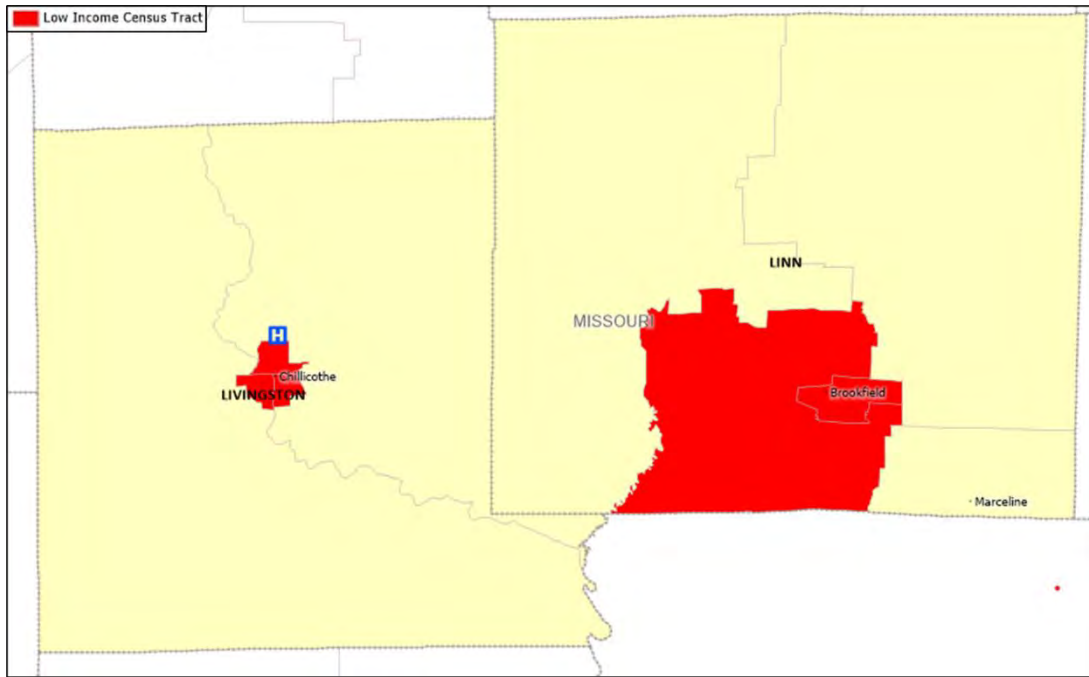 Low Income Census Tract
LINN
MISSOURI
H
Chillicothe
LIVINGSTON
Brookfield
Marceline